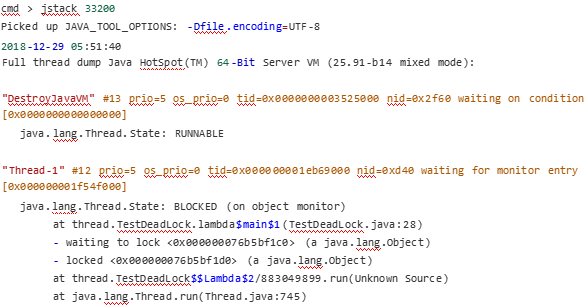 cmd > jstack 33200
Picked up JAVA_TOOL_OPTIONS: -Dfile.encoding=UTF-8
2018-12-29 05:51:40
Full thread dump Java HotSpot(TM) 64-Bit Server VM (25.91-b14 mixed mode):
"DestroyJavaVM" #13 prio=5 os_prio=0 tid=0x0000000003525000 nid=0x2f60 waiting on condition
[0x0000000000000000]
java.lang.Thread.State: RUNNABLE
"Thread-1" #12 prio=5 os_prio=0 tid=0x000000001eb69000 nid=0xd40 waiting for monitor entry
[0x000000001f54f000]
java.lang.Thread.State: BLOCKED (on object monitor)
at thread.TestDeadLock.lambda$main$1(TestDeadLock.java:28)
- waiting to lock <0x000000076b5bf1c0> (a java.lang.Object)
- locked <0x000000076b5bf1d0> (a java.lang.Object)
at thread.TestDeadLock$$Lambda$2/883049899.run(Unknown Source)
at java.lang.Thread.run(Thread.java:745)